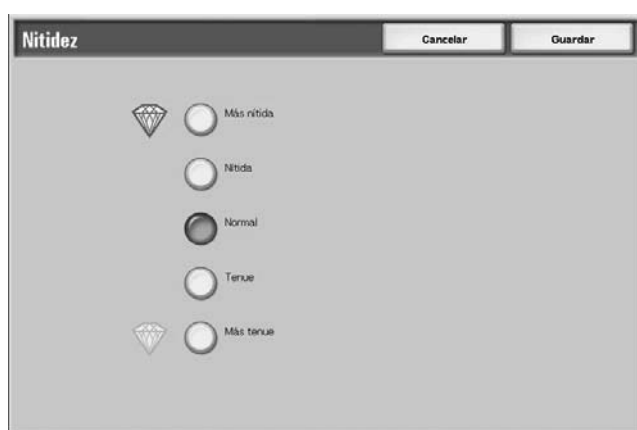 Nitidez
Cancelar
Guardar
Más nítida
Nítida
Normal
Tenue
Más tenue